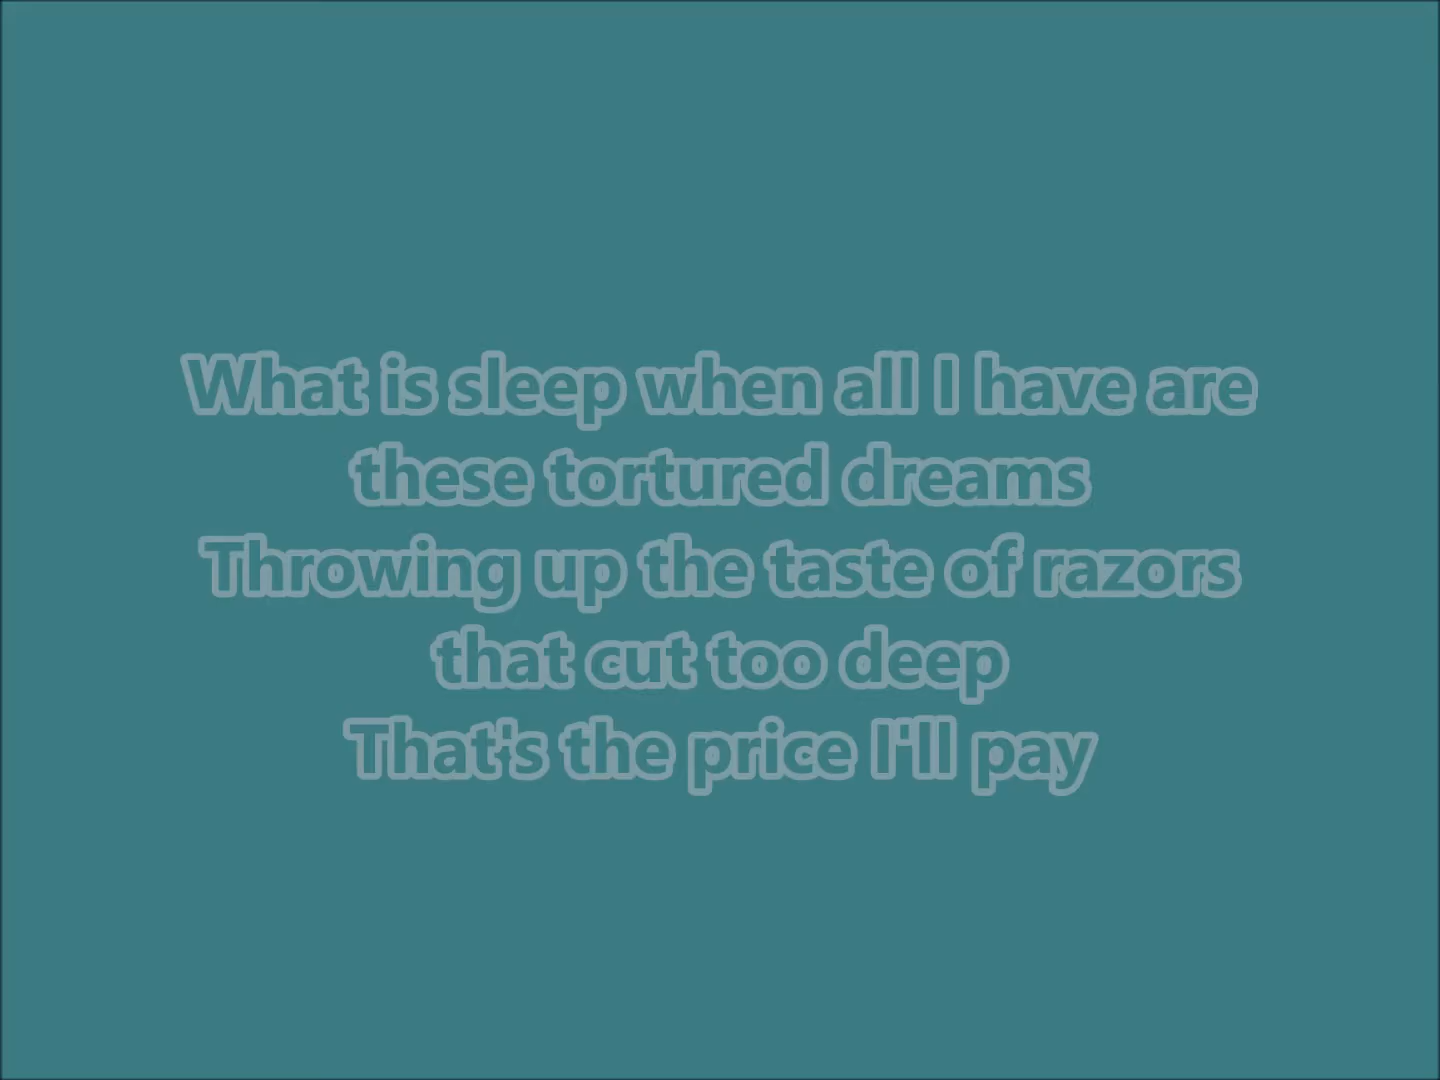 What is sleep when all I have are
these tortured dreams
Throwing up the taste of razors
that cut too deep
That's the price I'll pay